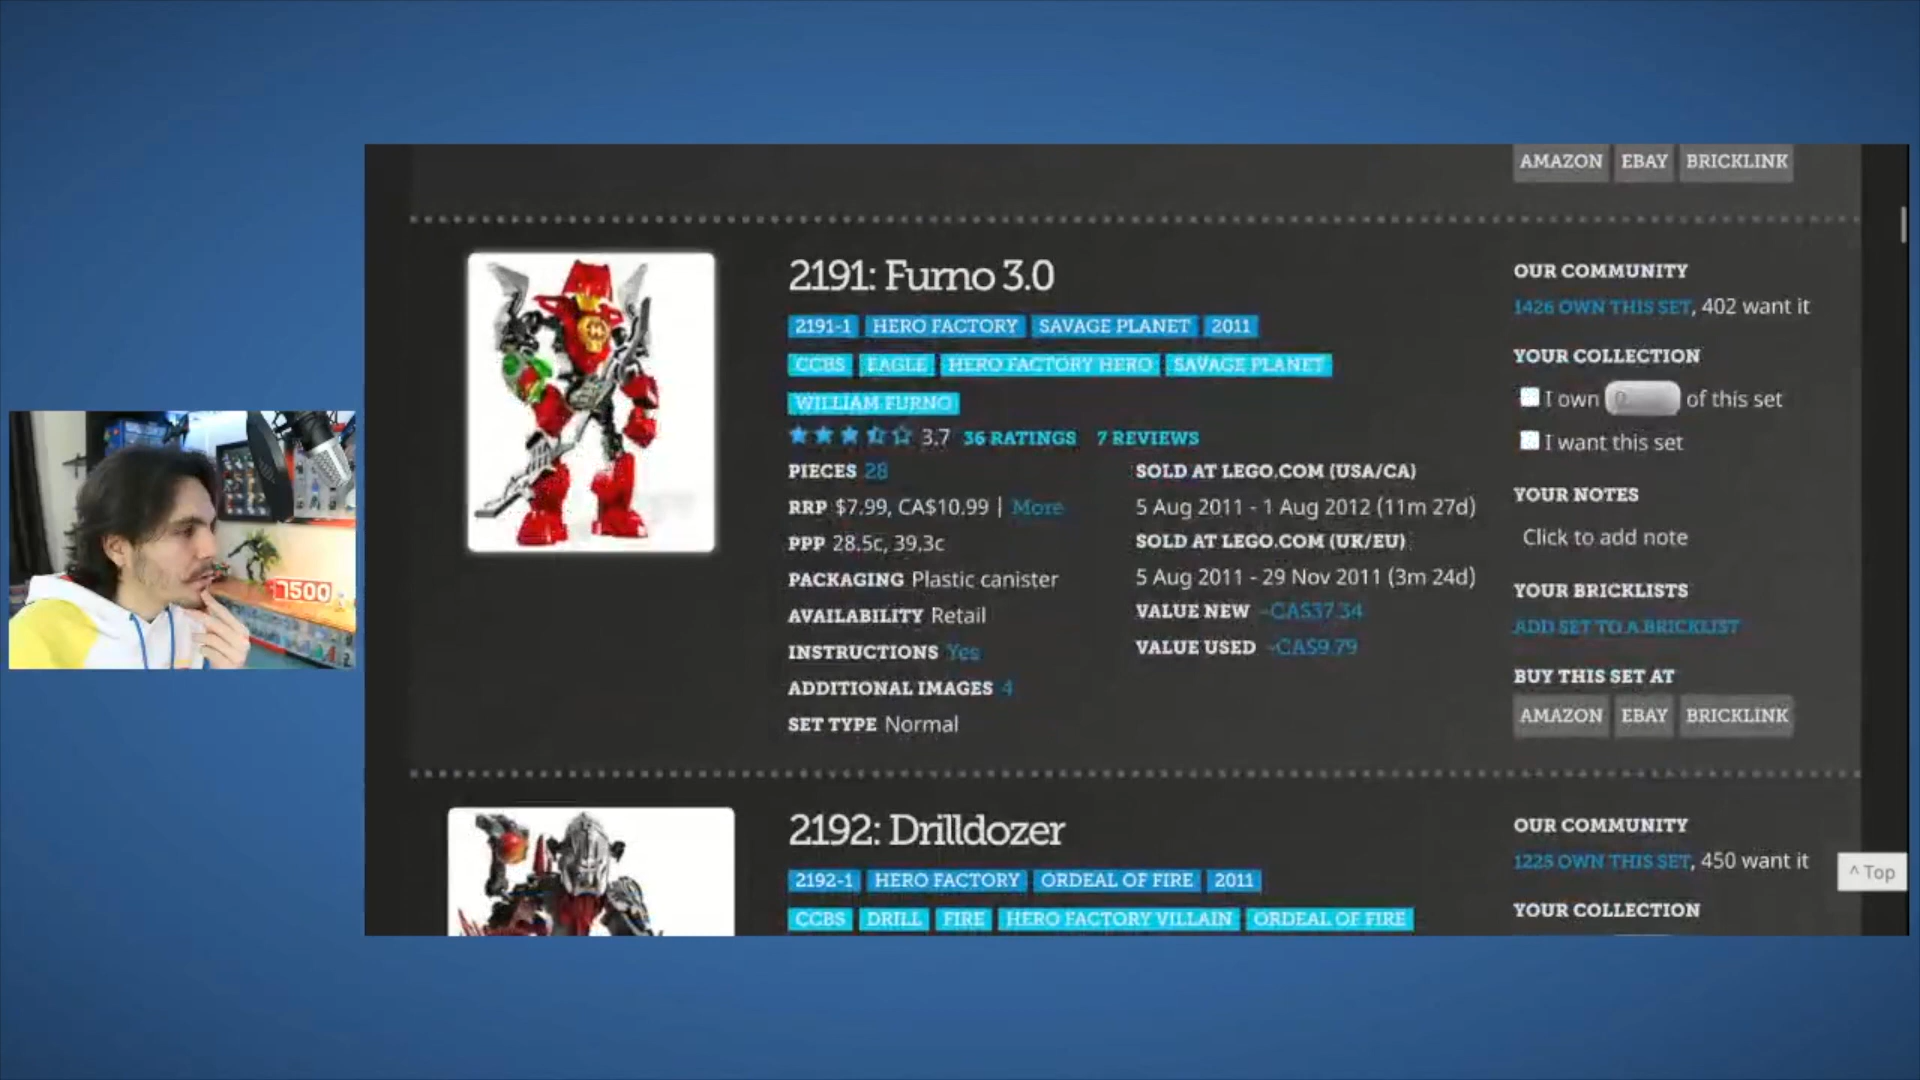 AMAZON EBAY BRICKLINK
2191: Furno 3.0
2191-1 HERO FACTORY SAVAGE PLANET 2011
CCBS EAGLE HERO FACTORY HERO SAVAGE PLANET
WILLIAM FURNO
3.7 36 RATINGS 7 REVIEWS
PIECES 28
RRP $7.99, CA$10.99 | More
PPP 28.5c, 39.3c
PACKAGING Plastic canister
AVAILABILITY Retail
INSTRUCTIONS Yes
ADDITIONAL IMAGES 4
SET TYPE Normal
SOLD AT LEGO.COM (USA/CA)
5 Aug 2011 - 1 Aug 2012 (11m 27d)
SOLD AT LEGO.COM (UK/EU)
5 Aug 2011 - 29 Nov 2011 (3m 24d)
VALUE NEW ~CA$37.34
VALUE USED ~CA$9.79
OUR COMMUNITY
1426 OWN THIS SET, 402 want it
YOUR COLLECTION
I own 0 of this set
I want this set
YOUR NOTES
Click to add note
YOUR BRICKLISTS
ADD SET TO A BRICKLIST
BUY THIS SET AT
AMAZON EBAY BRICKLINK
7500
2192: Drilldozer
2192-1 HERO FACTORY ORDEAL OF FIRE 2011
CCBS DRILL FIRE HERO FACTORY VILLAIN ORDEAL OF FIRE
OUR COMMUNITY
1225 OWN THIS SET, 450 want it
YOUR COLLECTION
^ Top